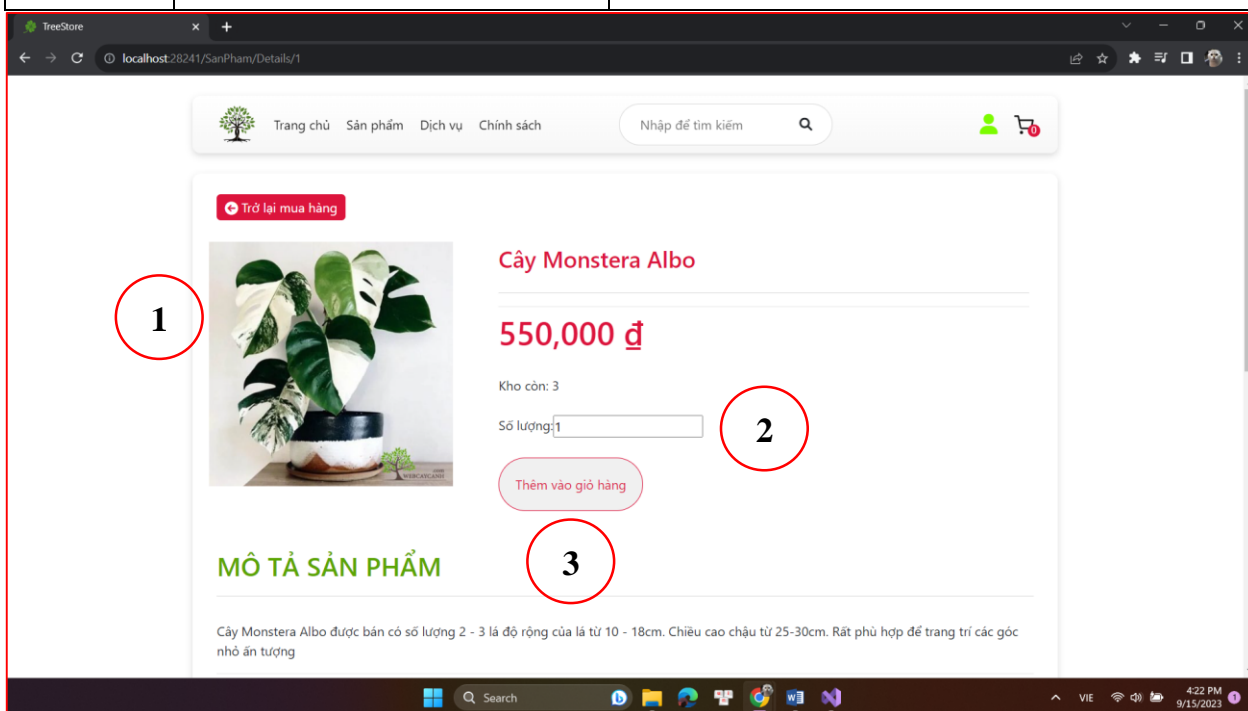 TreeStore
localhost:28241/SanPham/Details/1
Trang chủ Sản phẩm Dịch vụ Chính sách Nhập để tìm kiếm 0
Trở lại mua hàng
Cây Monstera Albo
1
550,000 ₫
Kho còn: 3
Số lượng:1
2
Thêm vào giỏ hàng
WEBCAYCANH
3
MÔ TẢ SẢN PHẨM
Cây Monstera Albo được bán có số lượng 2 - 3 lá độ rộng của lá từ 10 - 18cm. Chiều cao chậu từ 25-30cm. Rất phù hợp để trang trí các góc
nhỏ ấn tượng
Search VIE 4:22 PM
9/15/2023 1